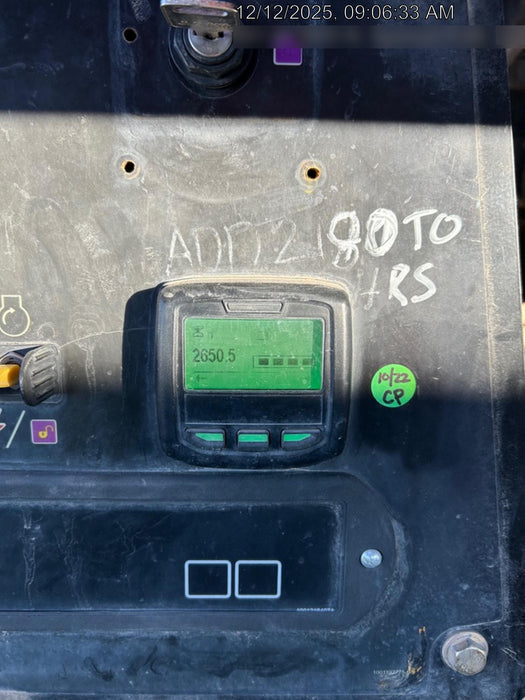 12/12/2025, 09:06:33 AM
ADD 2180 TO
HRS
2650.5
10/22
CP